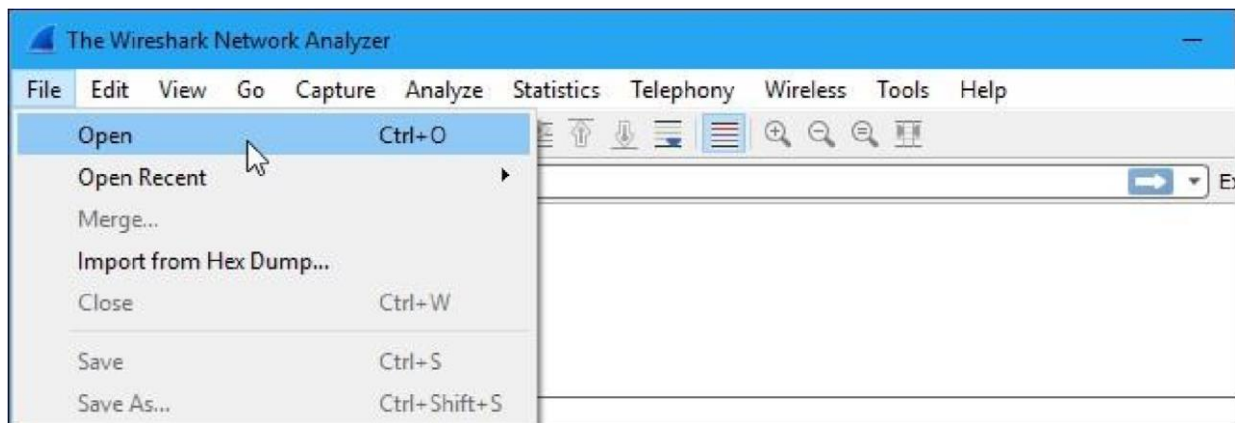 The Wireshark Network Analyzer
File Edit View Go Capture Analyze Statistics Telephony Wireless Tools Help
Open Ctrl+O
Open Recent
Merge...
Import from Hex Dump...
Close Ctrl+W
Save Ctrl+S
Save As... Ctrl+Shift+S